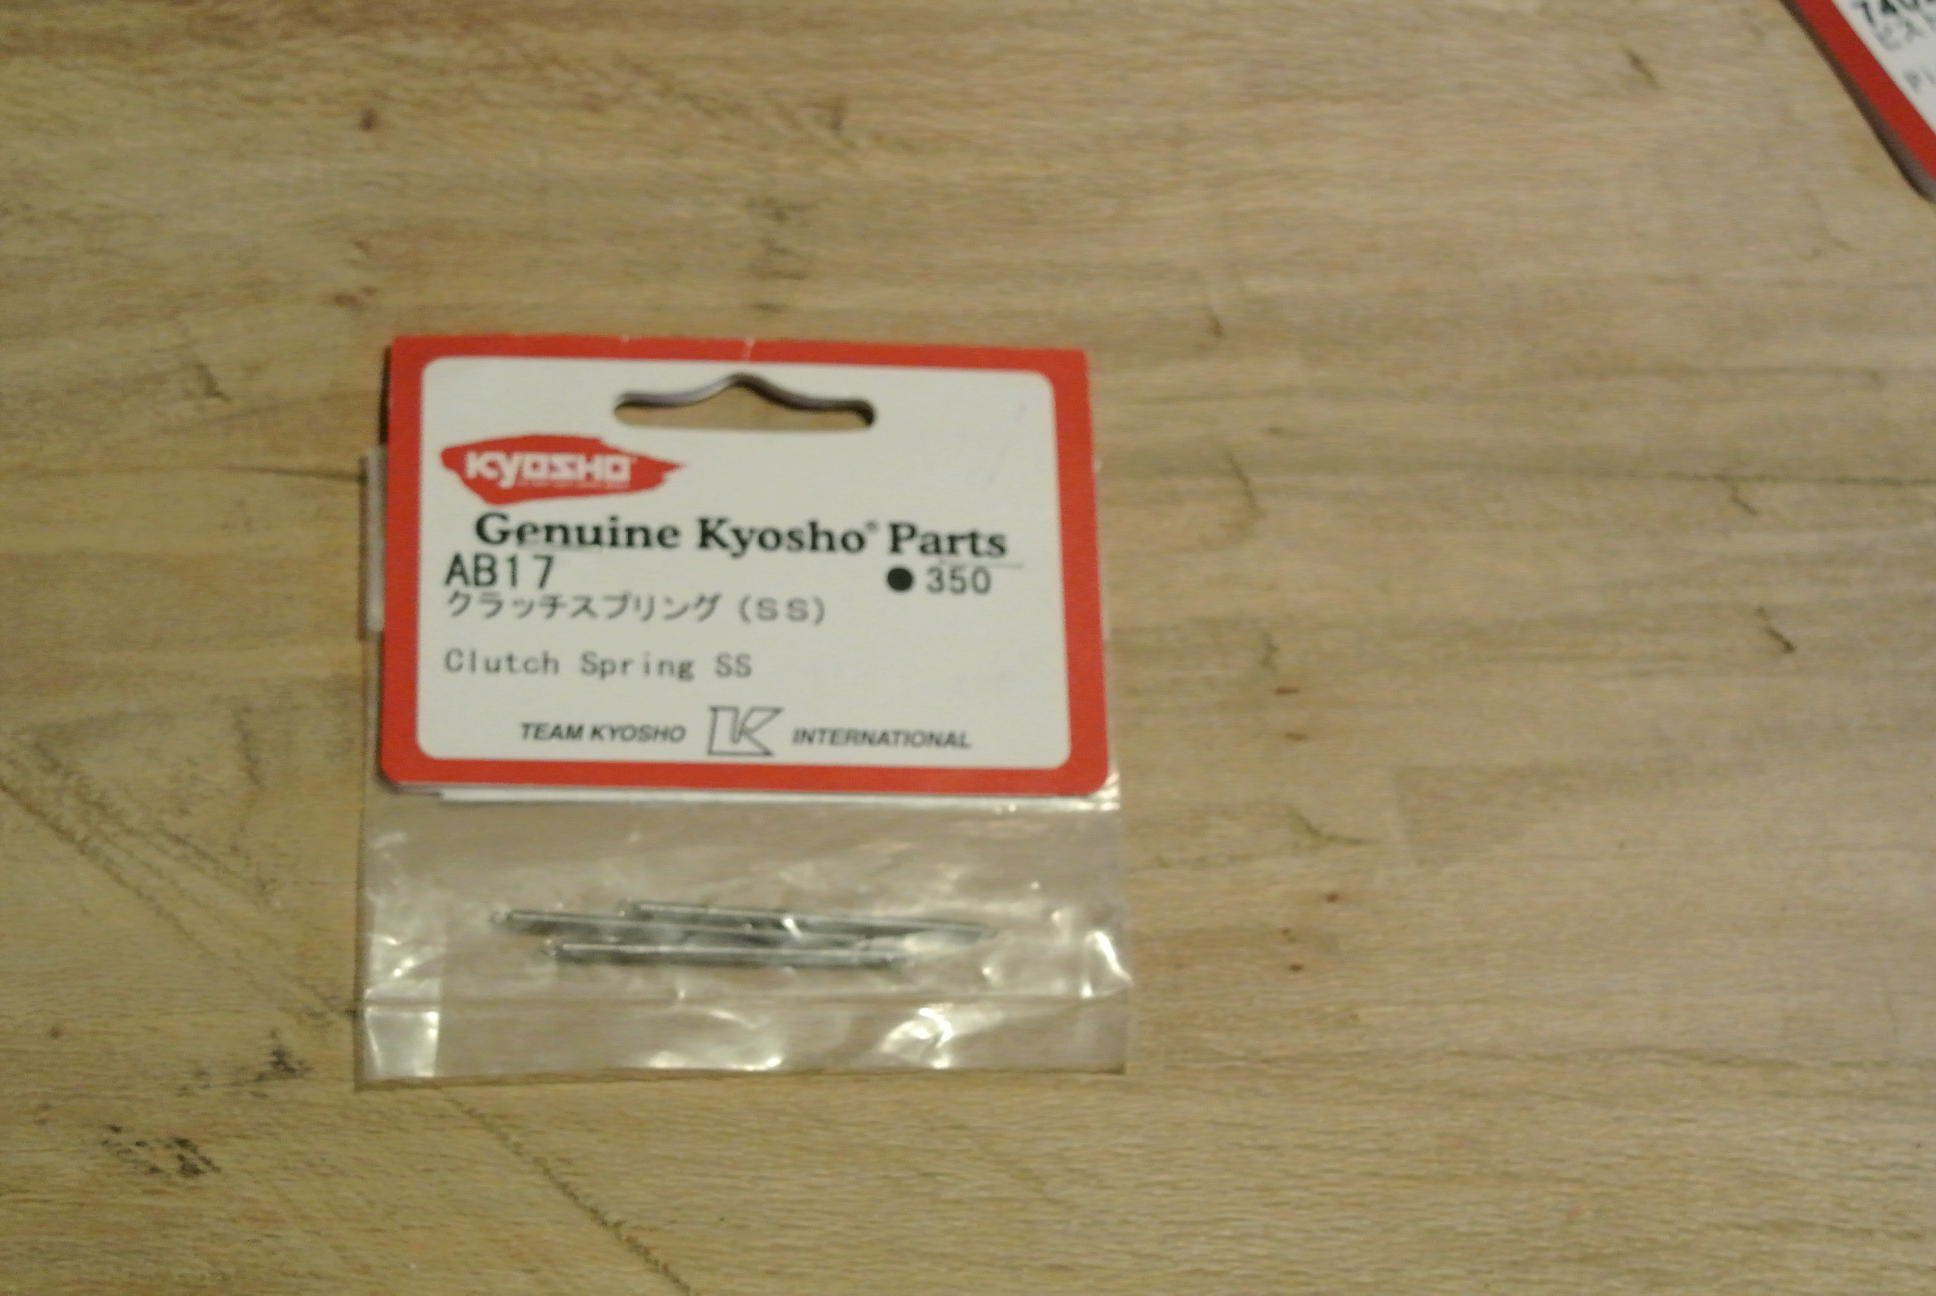 KYOSHO
Genuine Kyosho® Parts
AB17 ● 350
クラッチスプリング (SS)
Clutch Spring SS
TEAM KYOSHO K INTERNATIONAL